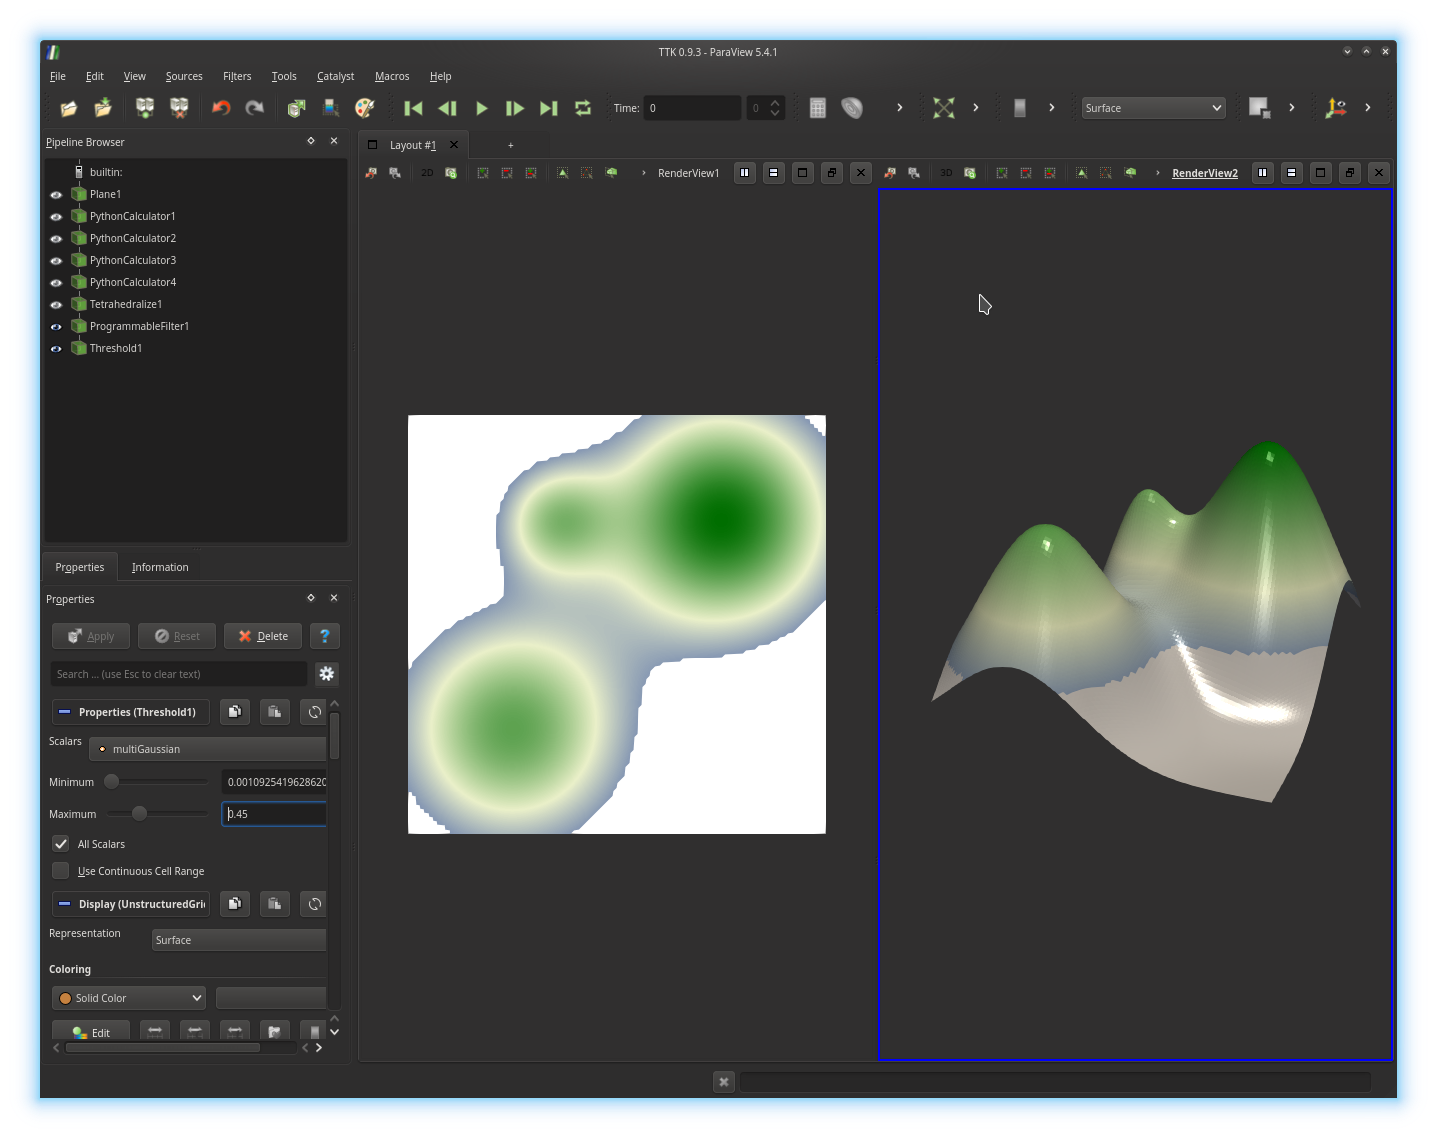 TTK 0.9.3 - ParaView 5.4.1
File Edit View Sources Filters Tools Catalyst Macros Help
Time: 0 0 Surface
Pipeline Browser
Layout #1 +
builtin:
2D RenderView1 3D RenderView2
Plane1
PythonCalculator1
PythonCalculator2
PythonCalculator3
PythonCalculator4
Tetrahedralize1
ProgrammableFilter1
Threshold1
Properties Information
Properties
Apply Reset Delete ?
Search ... (use Esc to clear text)
Properties (Threshold1)
Scalars multiGaussian
Minimum 0.0010925419628620
Maximum 0.45
All Scalars
Use Continuous Cell Range
Display (UnstructuredGri
Representation Surface
Coloring
Solid Color
Edit